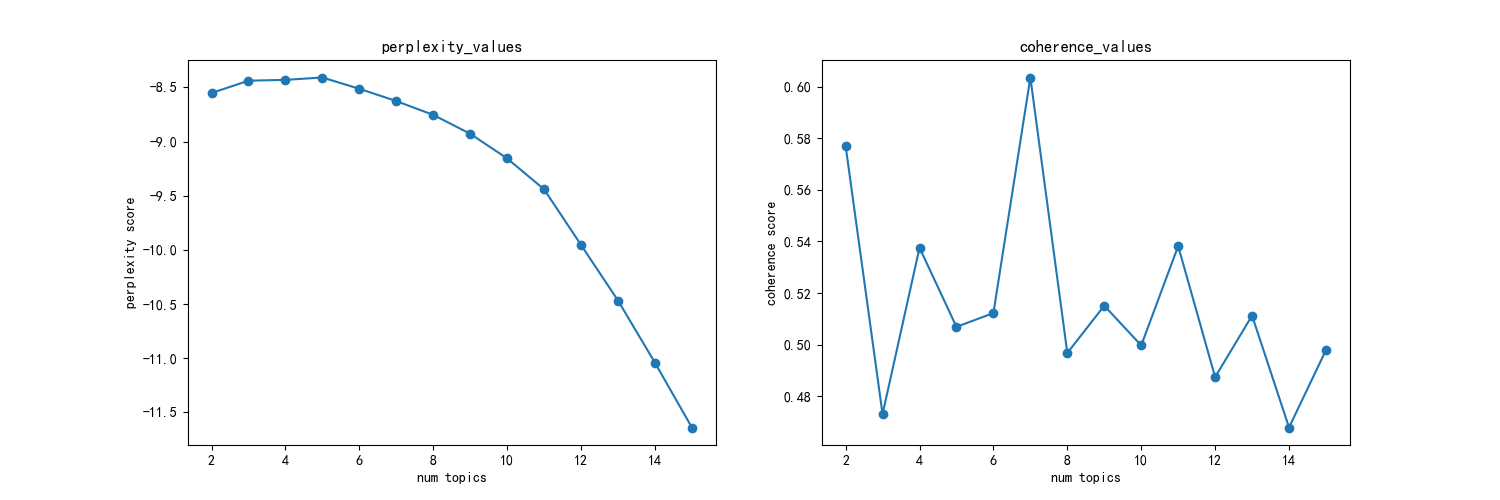 perplexity_values
perplexity score
−8.5
−9.0
−9.5
−10.0
−10.5
−11.0
−11.5
2 4 6 8 10 12 14
num topics
coherence_values
coherence score
0.60
0.58
0.56
0.54
0.52
0.50
0.48
2 4 6 8 10 12 14
num topics